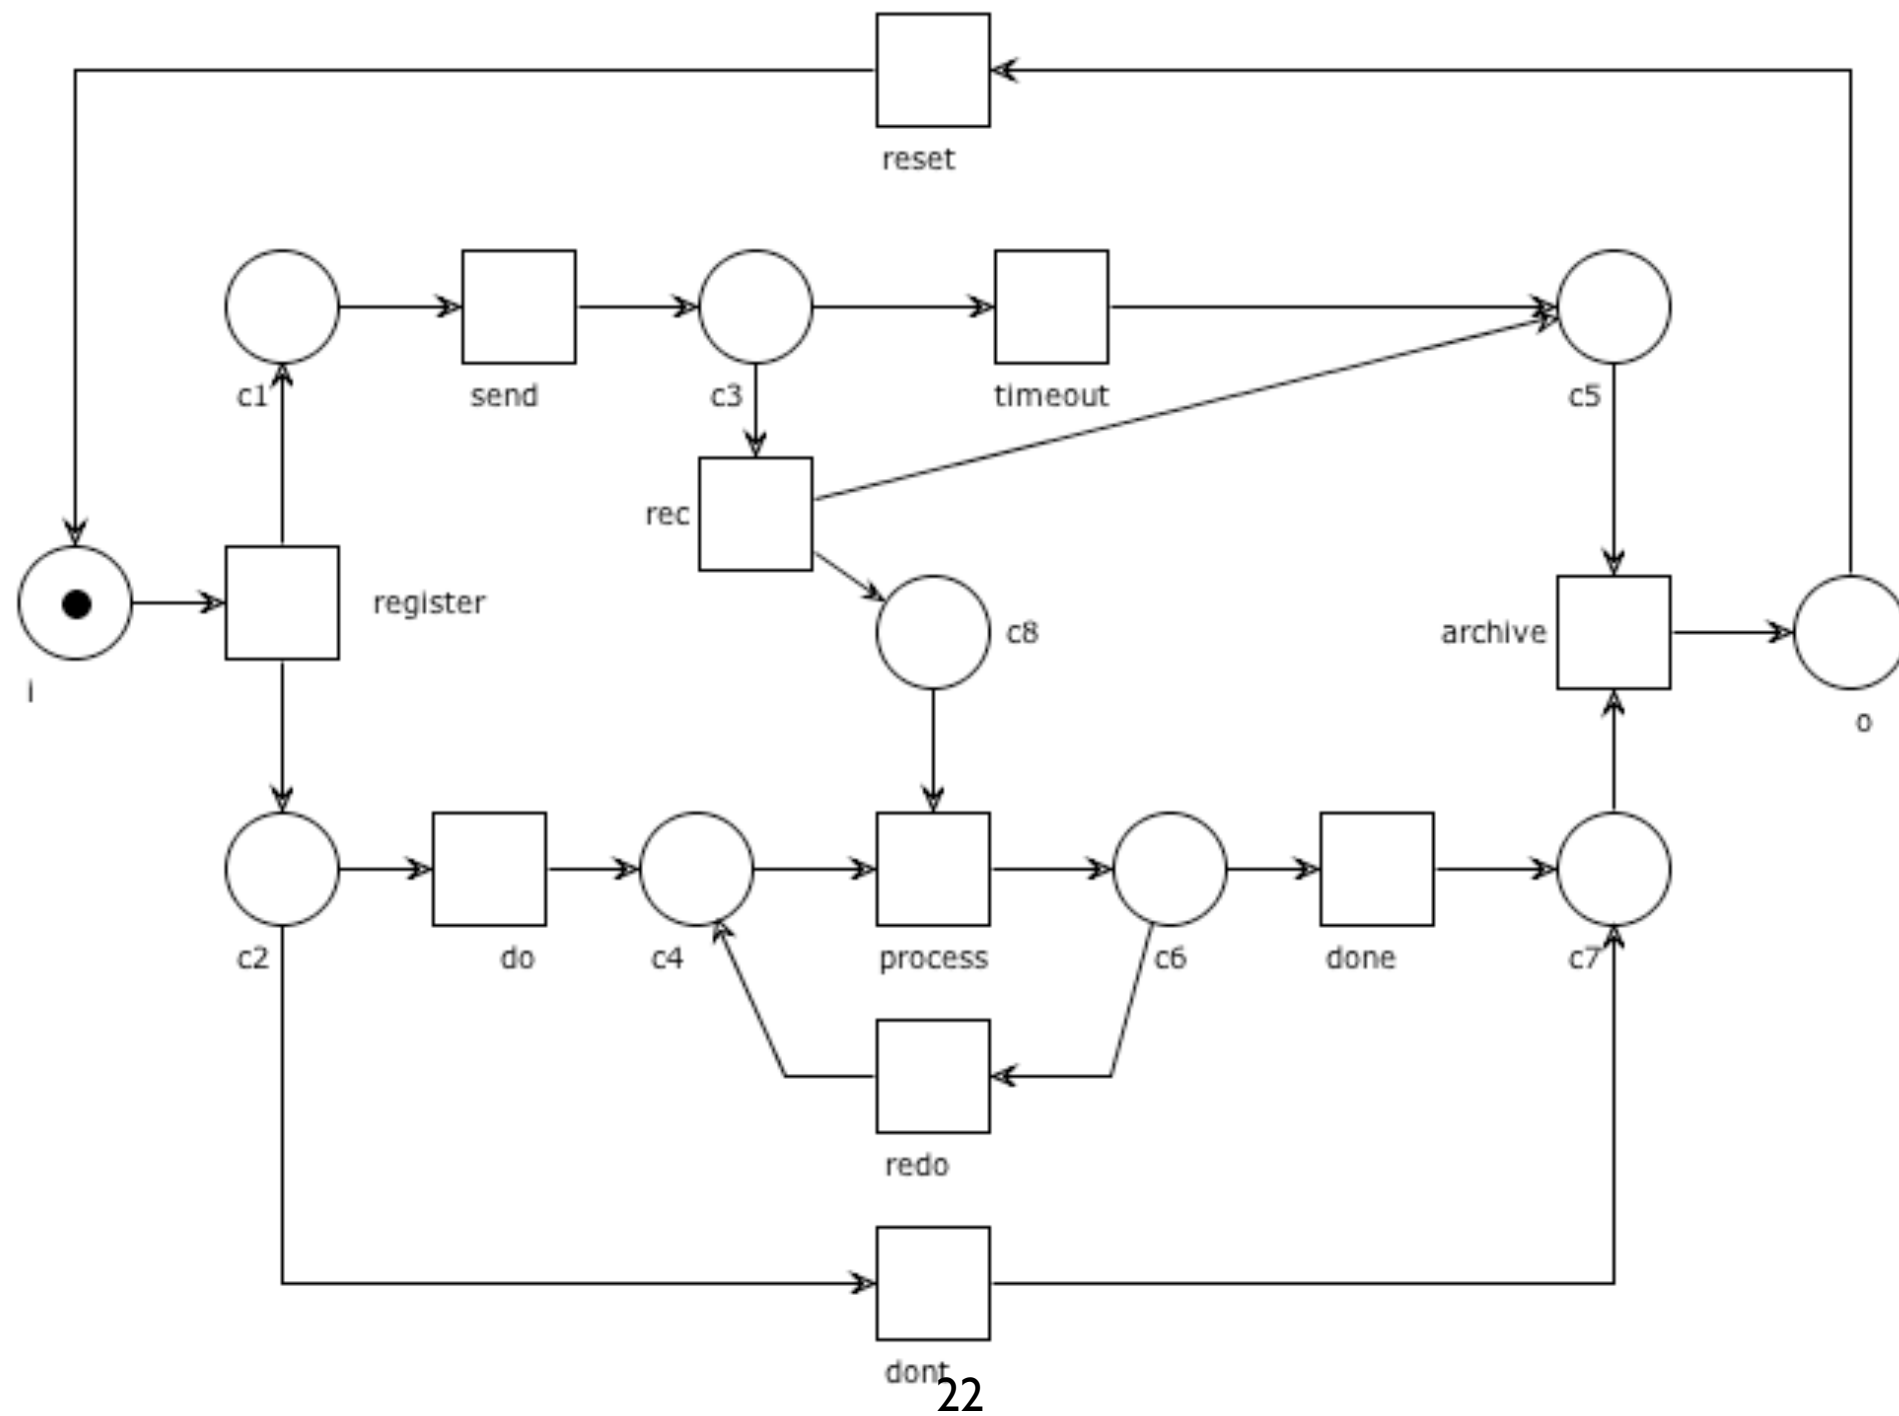 reset
c1
send
c3
timeout
c5
rec
i
register
c8
archive
o
c2
do
c4
process
c6
done
c7
redo
dont
22